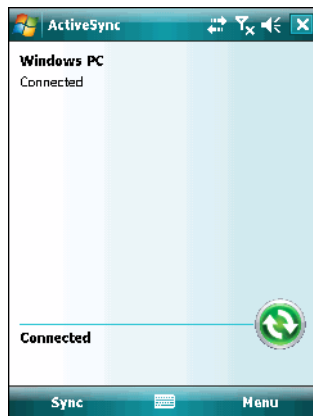 ActiveSync
Windows PC
Connected
Connected
Sync Menu